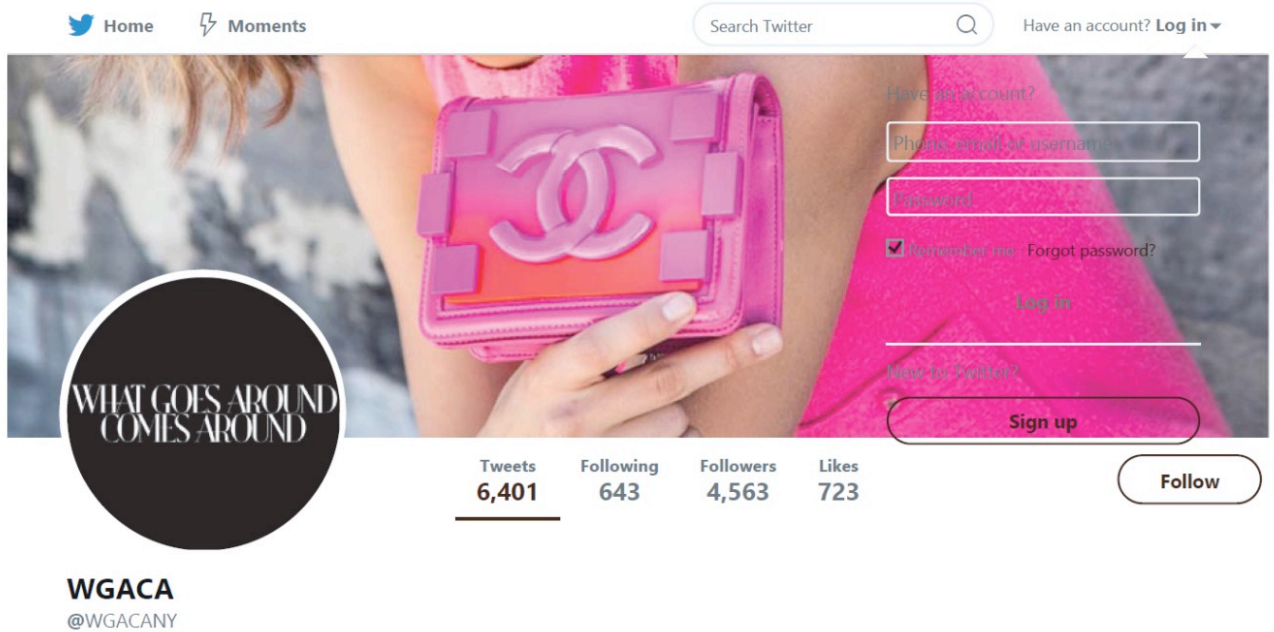 Home Moments Search Twitter Have an account? Log in
Have an account?
Phone, email or username
Password
Remember me · Forgot password?
Log in
New to Twitter?
Sign up
WHAT GOES AROUND
COMES AROUND
Tweets Following Followers Likes
6,401 643 4,563 723
Follow
WGACA
@WGACANY